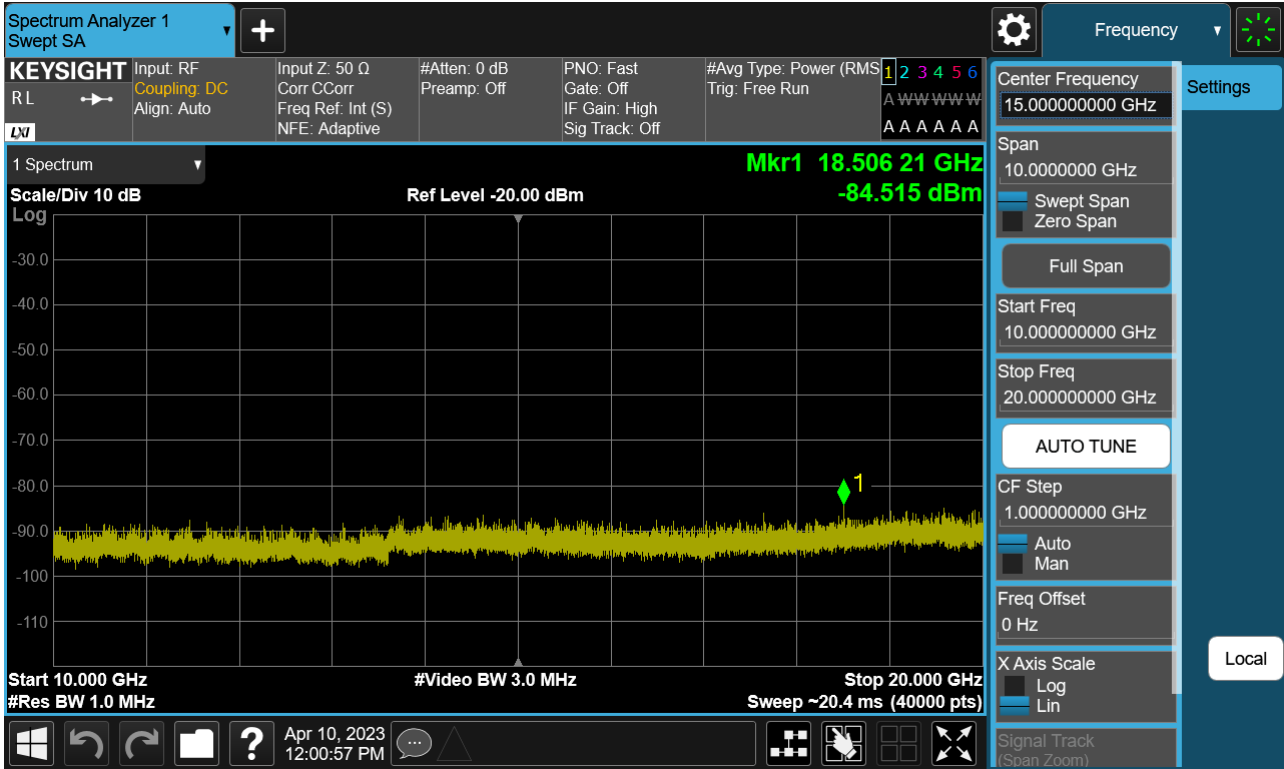 Spectrum Analyzer 1
Swept SA
Frequency
KEYSIGHT
R L
LXI
Input: RF
Coupling: DC
Align: Auto
Input Z: 50 Ω
Corr CCorr
Freq Ref: Int (S)
NFE: Adaptive
#Atten: 0 dB
Preamp: Off
PNO: Fast
Gate: Off
IF Gain: High
Sig Track: Off
#Avg Type: Power (RMS
Trig: Free Run
1 2 3 4 5 6
A W W W W W
A A A A A A
1 Spectrum
Mkr1 18.506 21 GHz
Scale/Div 10 dB
Ref Level -20.00 dBm
-84.515 dBm
Log
-30.0
-40.0
-50.0
-60.0
-70.0
-80.0
-90.0
-100
-110
1
Start 10.000 GHz
#Video BW 3.0 MHz
Stop 20.000 GHz
#Res BW 1.0 MHz
Sweep ~20.4 ms (40000 pts)
Center Frequency
15.000000000 GHz
Settings
Span
10.0000000 GHz
Swept Span
Zero Span
Full Span
Start Freq
10.000000000 GHz
Stop Freq
20.000000000 GHz
AUTO TUNE
CF Step
1.000000000 GHz
Auto
Man
Freq Offset
0 Hz
X Axis Scale
Log
Lin
Local
Signal Track
(Span Zoom)
?
Apr 10, 2023
12:00:57 PM